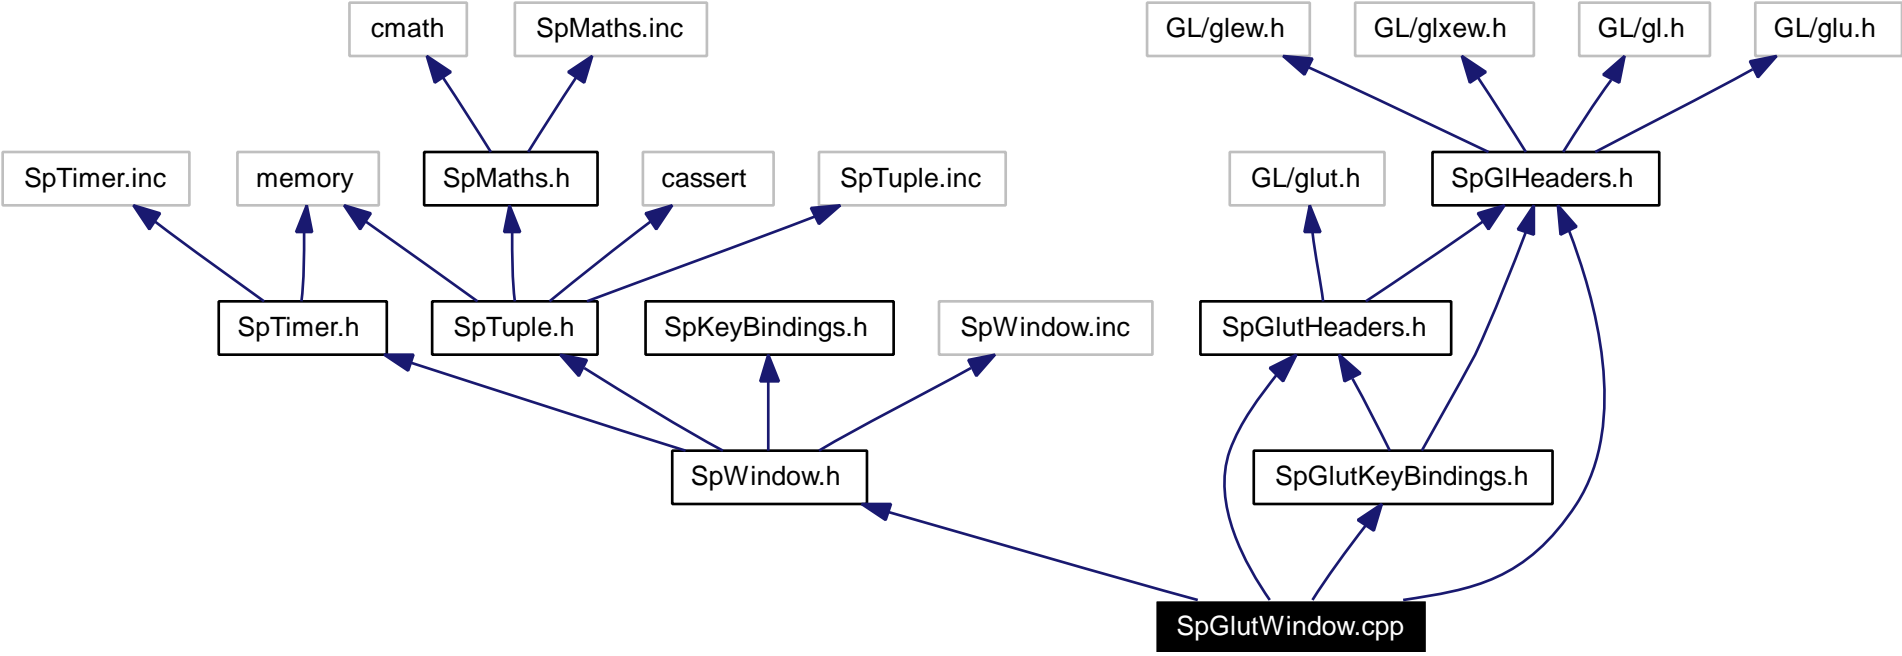 cmath
SpMaths.inc
GL/glew.h
GL/glxew.h
GL/gl.h
GL/glu.h
SpTimer.inc
memory
SpMaths.h
cassert
SpTuple.inc
GL/glut.h
SpGlHeaders.h
SpTimer.h
SpTuple.h
SpKeyBindings.h
SpWindow.inc
SpGlutHeaders.h
SpWindow.h
SpGlutKeyBindings.h
SpGlutWindow.cpp